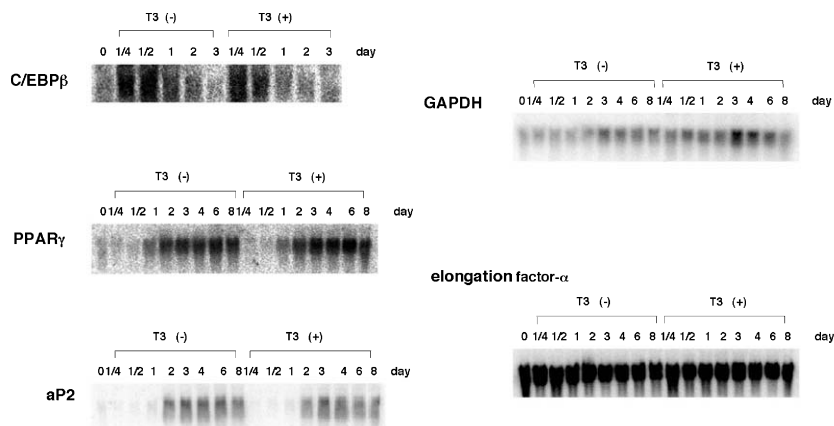 T3 (-) T3 (+)
0 1/4 1/2 1 2 3 1/4 1/2 1 2 3 day
C/EBPβ
T3 (-) T3 (+)
0 1/4 1/2 1 2 3 4 6 8 1/4 1/2 1 2 3 4 6 8 day
PPARγ
T3 (-) T3 (+)
0 1/4 1/2 1 2 3 4 6 8 1/4 1/2 1 2 3 4 6 8 day
aP2
T3 (-) T3 (+)
GAPDH
0 1/4 1/2 1 2 3 4 6 8 1/4 1/2 1 2 3 4 6 8 day
elongation factor-α
T3 (-) T3 (+)
0 1/4 1/2 1 2 3 4 6 8 1/4 1/2 1 2 3 4 6 8 day